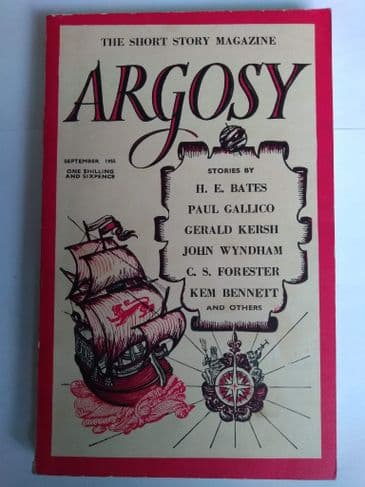 THE SHORT STORY MAGAZINE
ARGOSY
SEPTEMBER, 1955
ONE SHILLING
AND SIXPENCE
STORIES BY
H. E. BATES
PAUL GALLICO
GERALD KERSH
JOHN WYNDHAM
C. S. FORESTER
KEM BENNETT
AND OTHERS